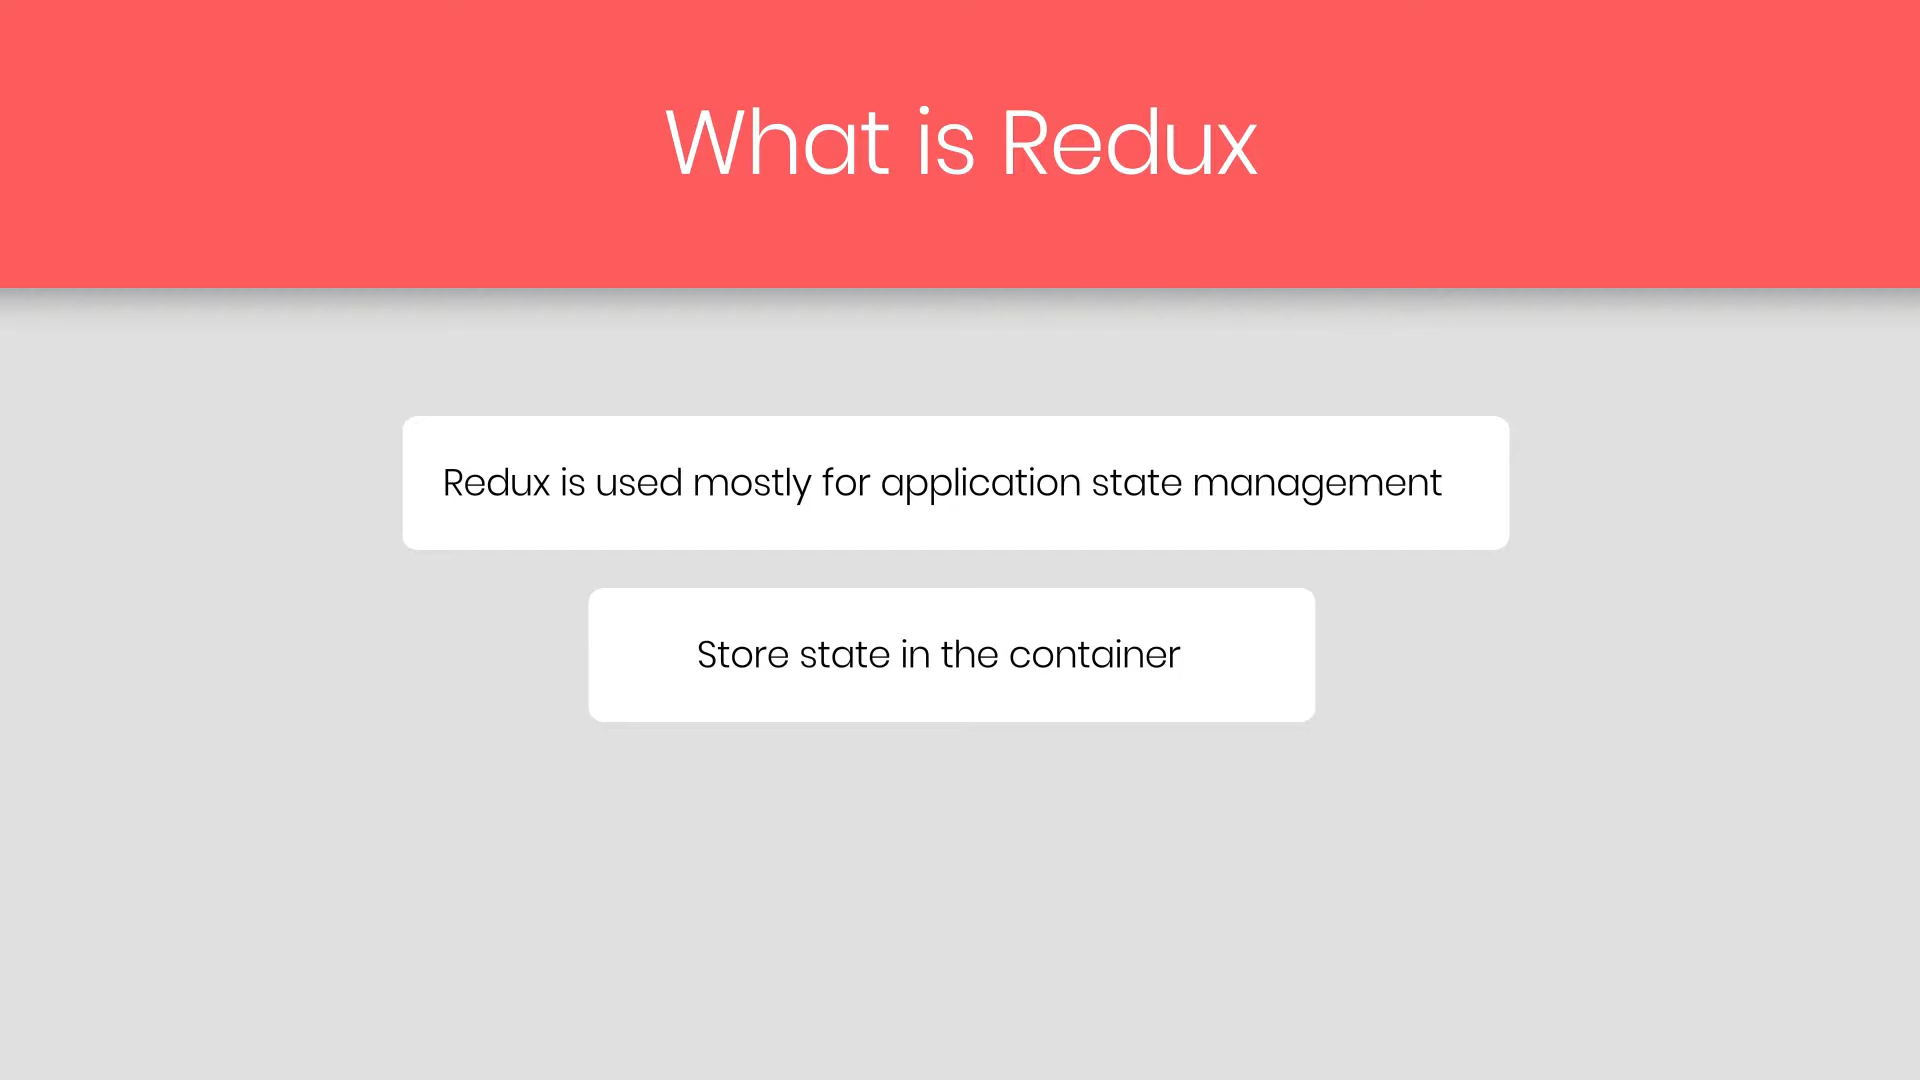 What is Redux
Redux is used mostly for application state management
Store state in the container